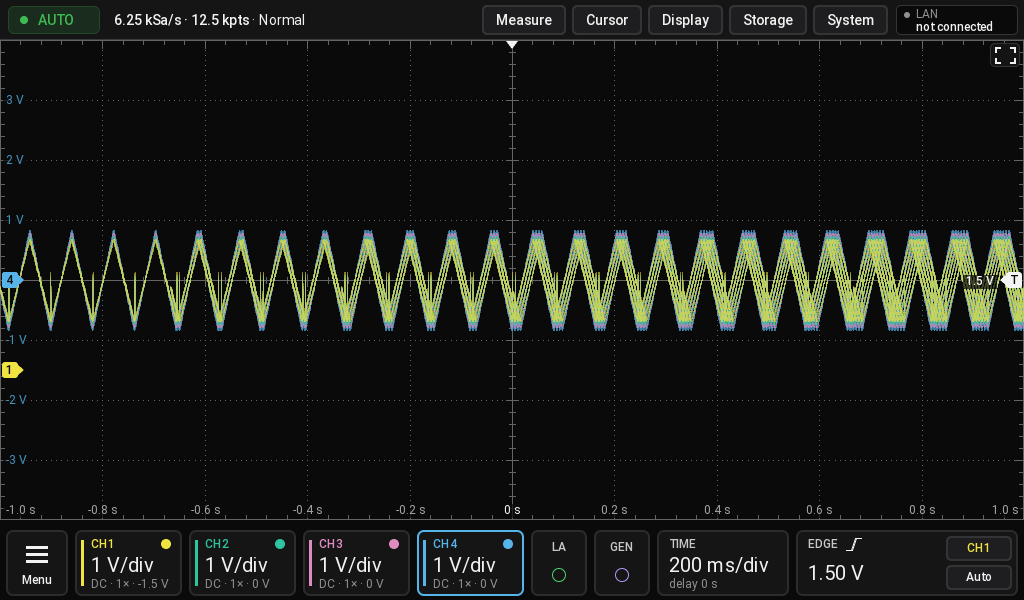 AUTO
6.25 kSa/s · 12.5 kpts · Normal
Measure
Cursor
Display
Storage
System
LAN
not connected
3 V
2 V
1 V
4
1.5 V
T
-1 V
1
-2 V
-3 V
-1.0 s
-0.8 s
-0.6 s
-0.4 s
-0.2 s
0 s
0.2 s
0.4 s
0.6 s
0.8 s
1.0 s
Menu
CH1
1 V/div
DC · 1× · -1.5 V
CH2
1 V/div
DC · 1× · 0 V
CH3
1 V/div
DC · 1× · 0 V
CH4
1 V/div
DC · 1× · 0 V
LA
GEN
TIME
200 ms/div
delay 0 s
EDGE
1.50 V
CH1
Auto